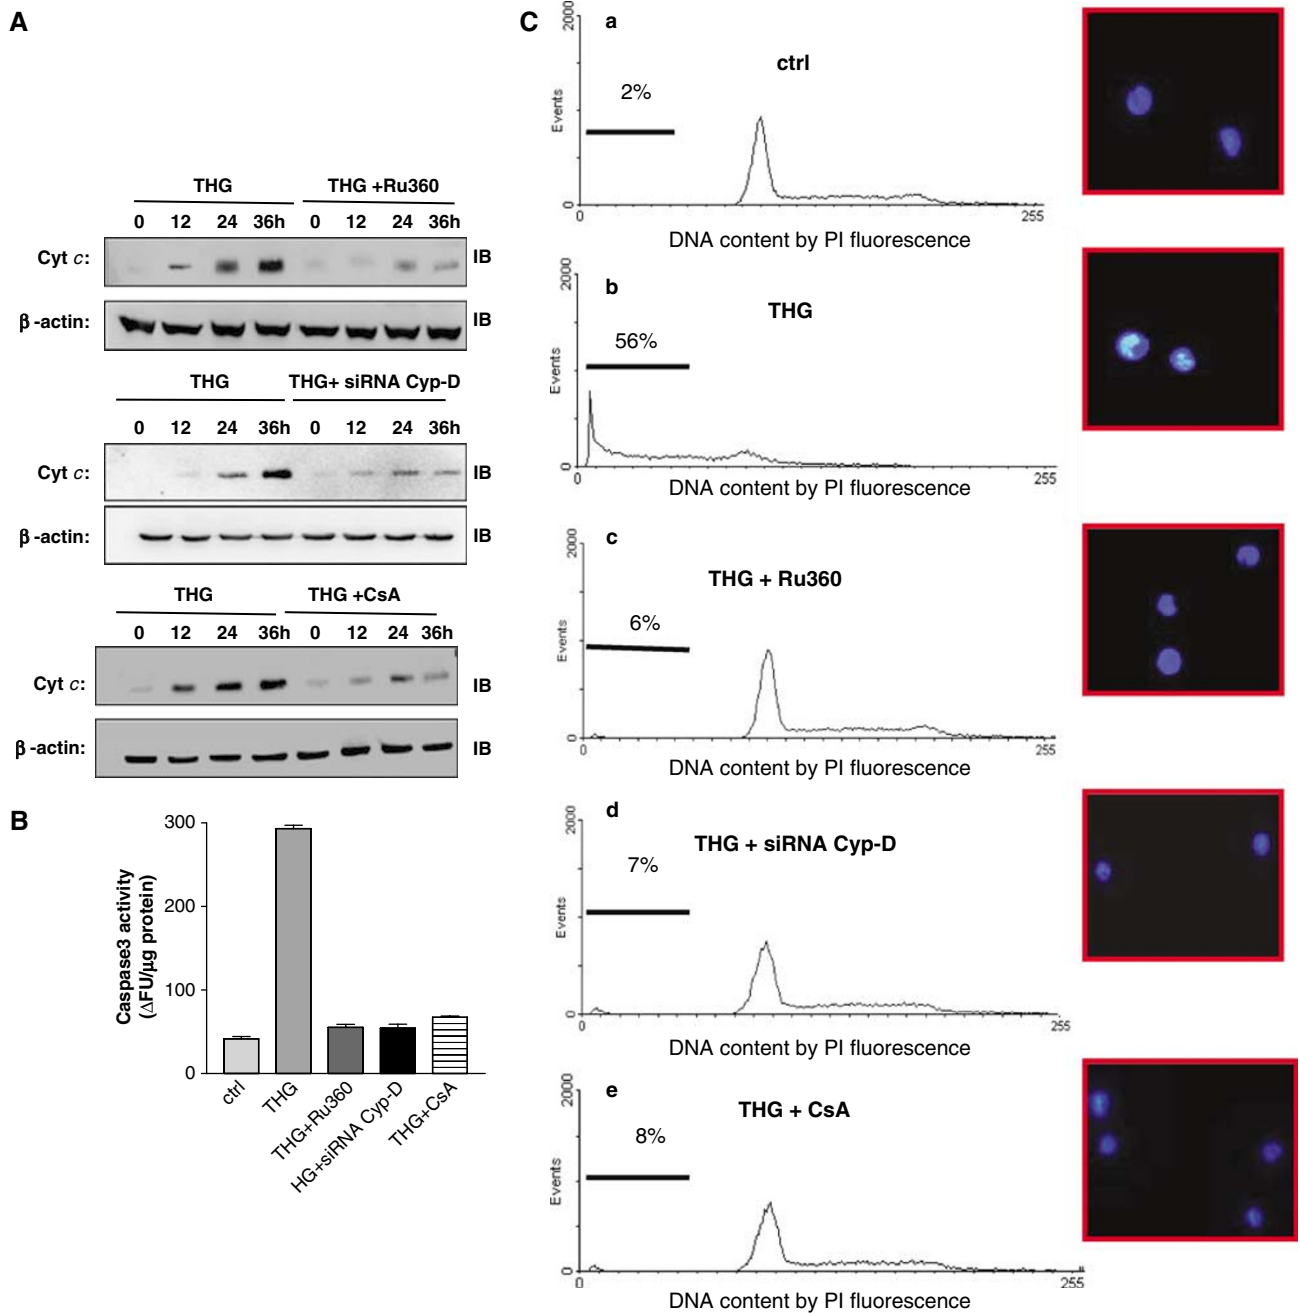 A
THG THG +Ru360
0 12 24 36h 0 12 24 36h
Cyt c: IB
β -actin: IB
THG THG+ siRNA Cyp-D
0 12 24 36h 0 12 24 36h
Cyt c: IB
β -actin: IB
THG THG +CsA
0 12 24 36h 0 12 24 36h
Cyt c: IB
β -actin: IB
B
Caspase3 activity
(ΔFU/µg protein)
300
200
100
0
ctrl
THG
THG+Ru360
HG+siRNA Cyp-D
THG+CsA
C
a
ctrl
2%
2000
Events
0
0 255
DNA content by PI fluorescence
b
THG
56%
2000
Events
0
0 255
DNA content by PI fluorescence
c
THG + Ru360
6%
2000
Events
0
0 255
DNA content by PI fluorescence
d
THG + siRNA Cyp-D
7%
2000
Events
0
0 255
DNA content by PI fluorescence
e
THG + CsA
8%
2000
Events
0
0 255
DNA content by PI fluorescence